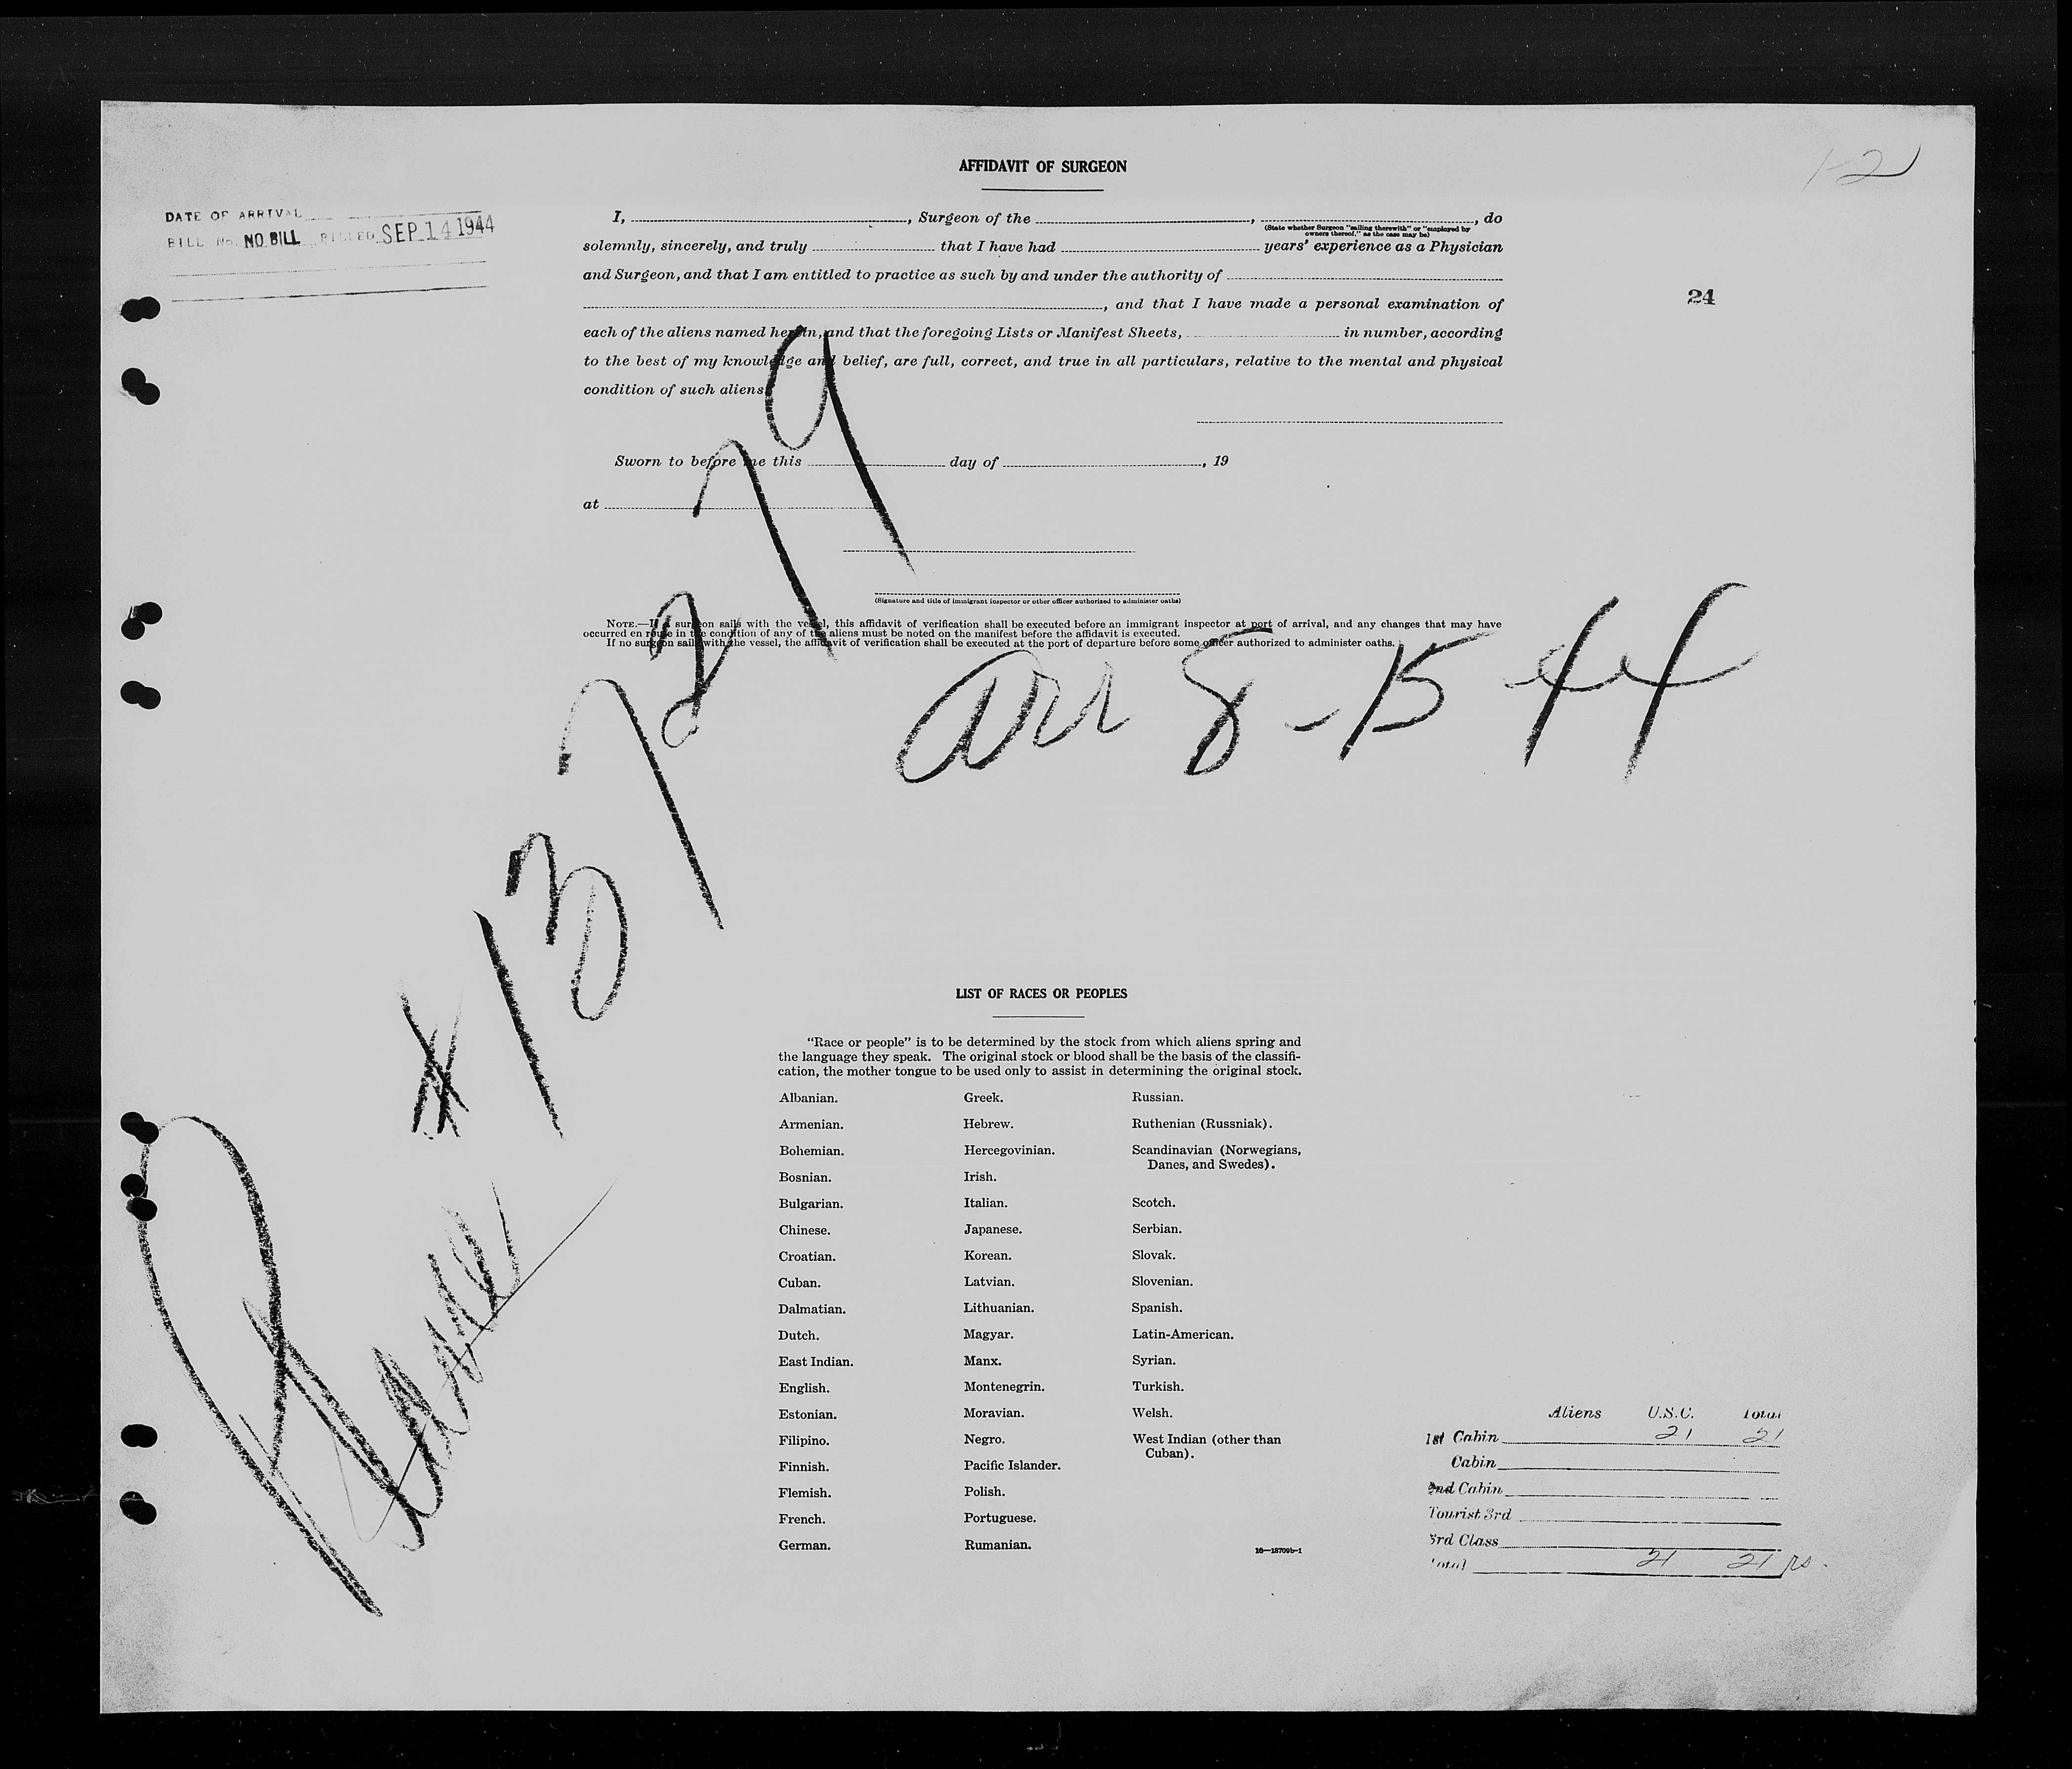 AFFIDAVIT OF SURGEON
1-2
DATE OF ARRIVAL
BILL No. NO BILL BILLED SEP 14 1944
I, , Surgeon of the , , do
(State whether Surgeon "sailing therewith" or "employed by
owners thereof," as the case may be)
solemnly, sincerely, and truly that I have had years' experience as a Physician
and Surgeon, and that I am entitled to practice as such by and under the authority of
, and that I have made a personal examination of
24
each of the aliens named herein, and that the foregoing Lists or Manifest Sheets, in number, according
to the best of my knowledge and belief, are full, correct, and true in all particulars, relative to the mental and physical
condition of such aliens
Sworn to before me this day of , 19
at
(Signature and title of immigrant inspector or other officer authorized to administer oaths)
NOTE.—If a surgeon sails with the vessel, this affidavit of verification shall be executed before an immigrant inspector at port of arrival, and any changes that may have
occurred en route in the condition of any of the aliens must be noted on the manifest before the affidavit is executed.
If no surgeon sails with the vessel, the affidavit of verification shall be executed at the port of departure before some officer authorized to administer oaths.
arr 8-15-44
Plane # 137279
LIST OF RACES OR PEOPLES
"Race or people" is to be determined by the stock from which aliens spring and
the language they speak. The original stock or blood shall be the basis of the classifi-
cation, the mother tongue to be used only to assist in determining the original stock.
Albanian.
Armenian.
Bohemian.
Bosnian.
Bulgarian.
Chinese.
Croatian.
Cuban.
Dalmatian.
Dutch.
East Indian.
English.
Estonian.
Filipino.
Finnish.
Flemish.
French.
German.
Greek.
Hebrew.
Hercegovinian.
Irish.
Italian.
Japanese.
Korean.
Latvian.
Lithuanian.
Magyar.
Manx.
Montenegrin.
Moravian.
Negro.
Pacific Islander.
Polish.
Portuguese.
Rumanian.
Russian.
Ruthenian (Russniak).
Scandinavian (Norwegians,
Danes, and Swedes).
Scotch.
Serbian.
Slovak.
Slovenian.
Spanish.
Latin-American.
Syrian.
Turkish.
Welsh.
West Indian (other than
Cuban).
16—18709b-1
Aliens U.S.C. Total
1st Cabin 21 21
Cabin
2nd Cabin
Tourist 3rd
3rd Class
Total 21 21